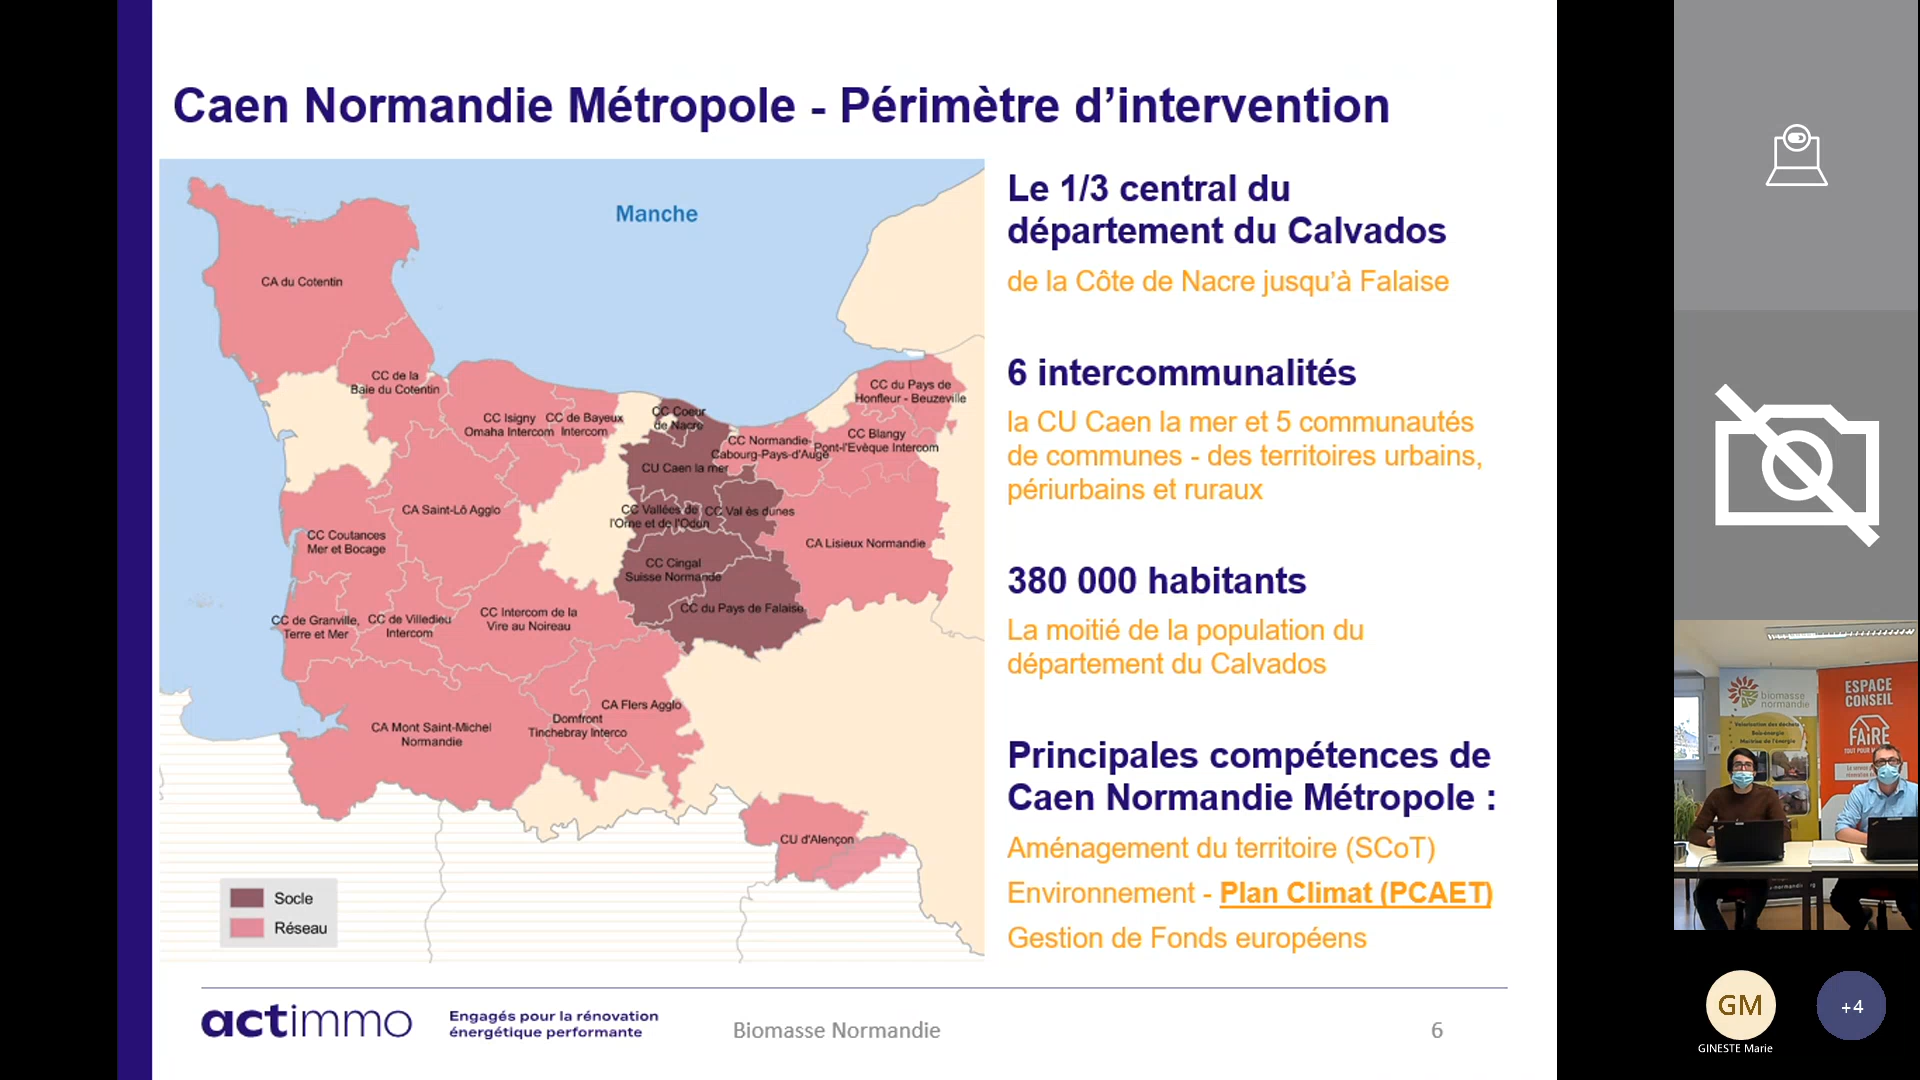 Caen Normandie Métropole - Périmètre d’intervention
Manche
CA du Cotentin
CC de la
Baie du Cotentin
CC Isigny
Omaha Intercom
CC de Bayeux
Intercom
CC Coeur
de Nacre
CC du Pays de
Honfleur - Beuzeville
CC Normandie-
Cabourg-Pays-d'Auge
CC Blangy
Pont-l'Evèque Intercom
CU Caen la mer
CA Saint-Lô Agglo
CC Vallées de
l'Orne et de l'Odon
CC Val ès dunes
CC Coutances
Mer et Bocage
CA Lisieux Normandie
CC Cingal
Suisse Normande
CC du Pays de Falaise
CC de Granville,
Terre et Mer
CC de Villedieu
Intercom
CC Intercom de la
Vire au Noireau
CA Flers Agglo
CA Mont Saint-Michel
Normandie
Domfront
Tinchebray Interco
CU d'Alençon
Socle
Réseau
Le 1/3 central du
département du Calvados
de la Côte de Nacre jusqu’à Falaise
6 intercommunalités
la CU Caen la mer et 5 communautés
de communes - des territoires urbains,
périurbains et ruraux
380 000 habitants
La moitié de la population du
département du Calvados
Principales compétences de
Caen Normandie Métropole :
Aménagement du territoire (SCoT)
Environnement - Plan Climat (PCAET)
Gestion de Fonds européens
actimmo
Engagés pour la rénovation
énergétique performante
Biomasse Normandie
6
biomasse
normandie
Valorisation des déchets
Bois-énergie
Maîtrise de l'énergie
ESPACE
CONSEIL
FAIRE
GM
+4
GINESTE Marie